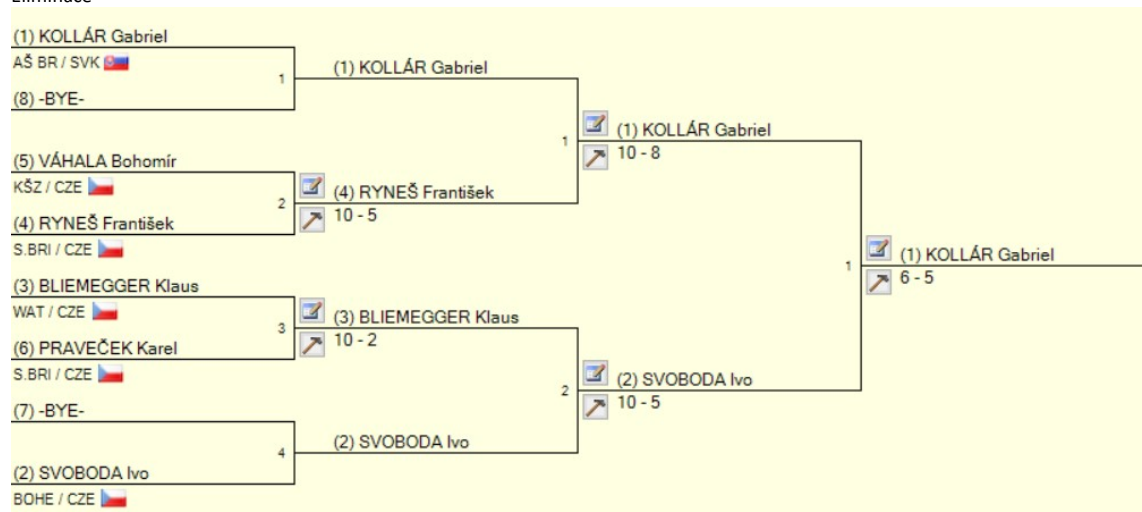 Eliminace
(1) KOLLÁR Gabriel
AŠ BR / SVK
1
(8) -BYE-
(1) KOLLÁR Gabriel
(5) VÁHALA Bohomír
KŠZ / CZE
2
(4) RYNEŠ František
S.BRI / CZE
(4) RYNEŠ František
10 - 5
1
(1) KOLLÁR Gabriel
10 - 8
(3) BLIEMEGGER Klaus
WAT / CZE
3
(6) PRAVEČEK Karel
S.BRI / CZE
(3) BLIEMEGGER Klaus
10 - 2
(7) -BYE-
4
(2) SVOBODA Ivo
BOHE / CZE
(2) SVOBODA Ivo
2
(2) SVOBODA Ivo
10 - 5
1
(1) KOLLÁR Gabriel
6 - 5